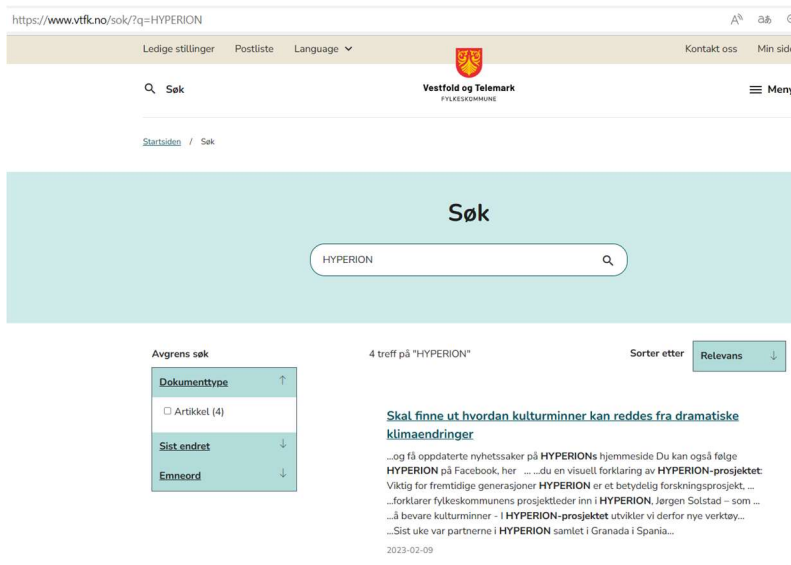 https://www.vtfk.no/sok/?q=HYPERION
Ledige stillinger Postliste Language Kontakt oss Min side
Søk
Vestfold og Telemark
FYLKESKOMMUNE
Meny
Startsiden / Søk
Søk
HYPERION
Avgrens søk
4 treff på "HYPERION"
Sorter etter Relevans
Dokumenttype
Artikkel (4)
Sist endret
Emneord
Skal finne ut hvordan kulturminner kan reddes fra dramatiske
klimaendringer
...og få oppdaterte nyhetssaker på HYPERIONs hjemmeside Du kan også følge
HYPERION på Facebook, her ... ...du en visuell forklaring av HYPERION-prosjektet:
Viktig for fremtidige generasjoner HYPERION er et betydelig forskningsprosjekt, ...
...forklarer fylkeskommunens prosjektleder inn i HYPERION, Jørgen Solstad – som ...
...å bevare kulturminner - I HYPERION-prosjektet utvikler vi derfor nye verktøy...
...Sist uke var partnerne i HYPERION samlet i Granada i Spania...
2023-02-09